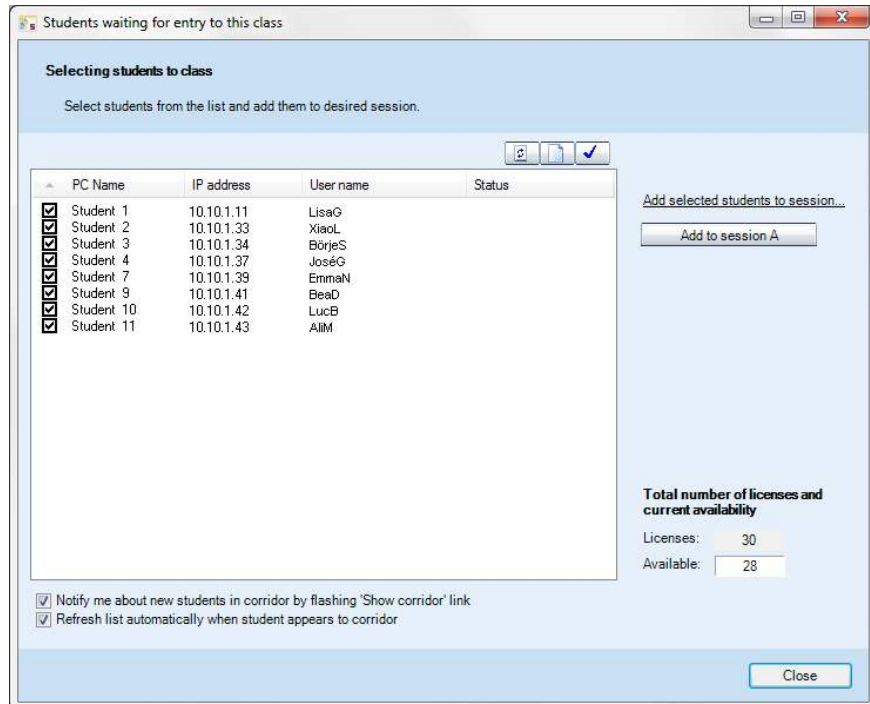 Students waiting for entry to this class
Selecting students to class
Select students from the list and add them to desired session.
PC Name IP address User name Status
Student 1 10.10.1.11 LisaG
Student 2 10.10.1.33 XiaoL
Student 3 10.10.1.34 BörjeS
Student 4 10.10.1.37 JoséG
Student 7 10.10.1.39 EmmaN
Student 9 10.10.1.41 BeaD
Student 10 10.10.1.42 LucB
Student 11 10.10.1.43 AliM
Add selected students to session...
Add to session A
Total number of licenses and
current availability
Licenses: 30
Available: 28
Notify me about new students in corridor by flashing 'Show corridor' link
Refresh list automatically when student appears to corridor
Close